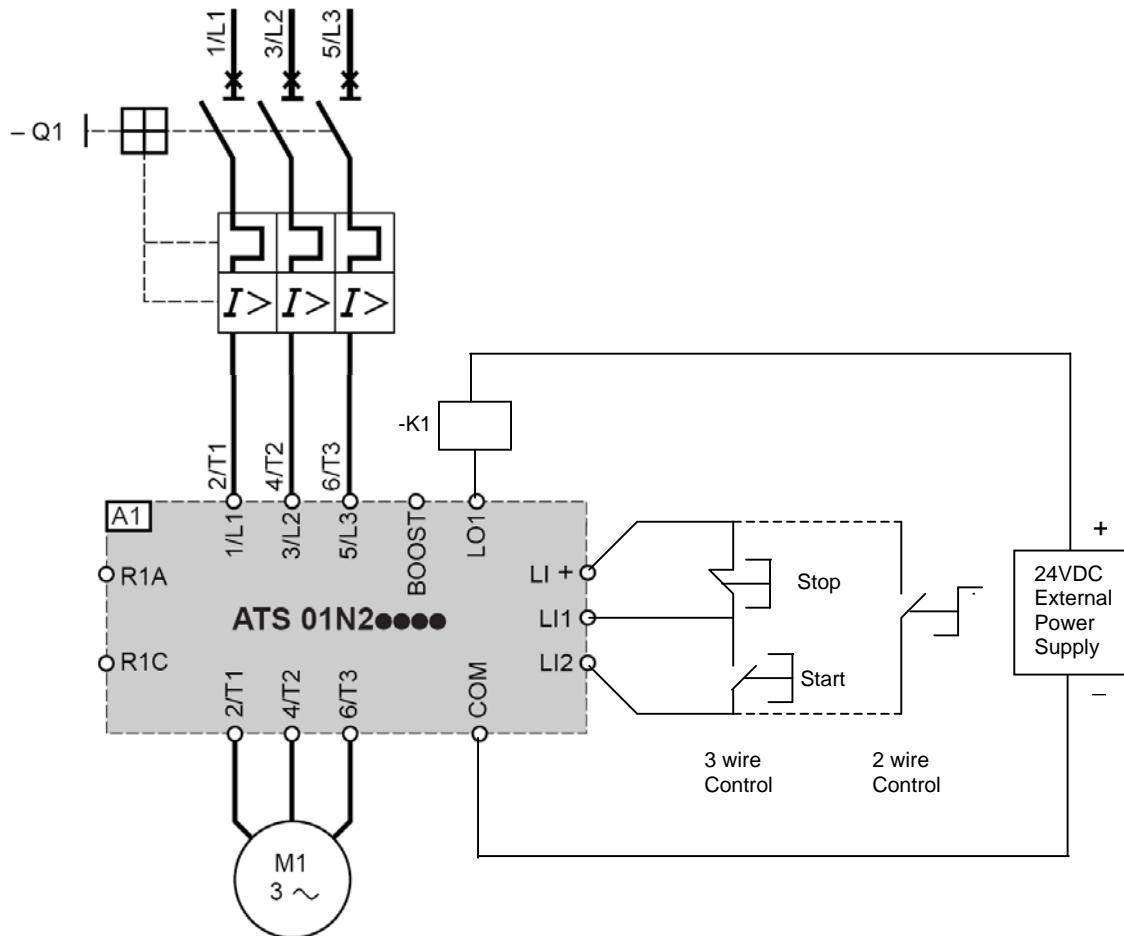 1/L1
3/L2
5/L3
– Q1
I>
I>
I>
2/T1
4/T2
6/T3
-K1
A1
1/L1
3/L2
5/L3
BOOST
LO1
R1A
R1C
ATS 01N2●●●●
LI +
LI1
LI2
2/T1
4/T2
6/T3
COM
M1
3 ~
Stop
Start
3 wire
Control
2 wire
Control
+
24VDC
External
Power
Supply
–